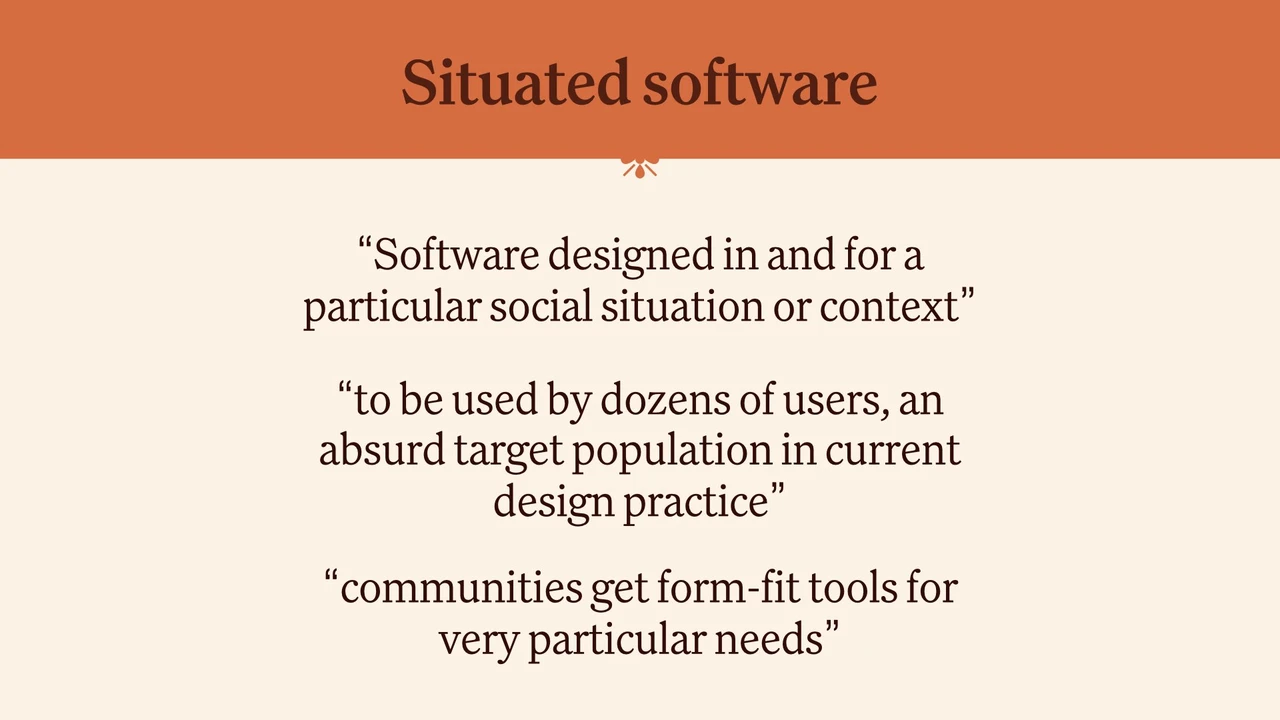 Situated software
“Software designed in and for a
particular social situation or context”
“to be used by dozens of users, an
absurd target population in current
design practice”
“communities get form-fit tools for
very particular needs”